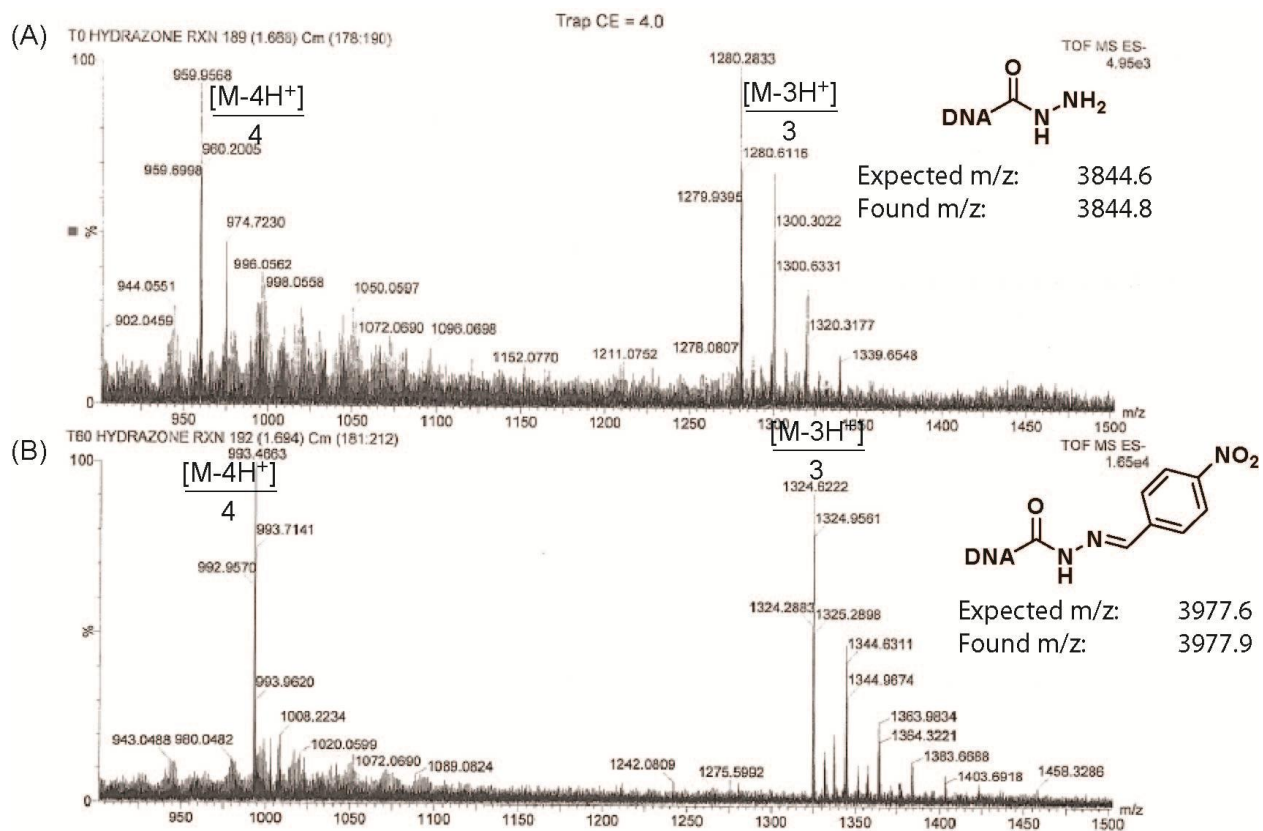 Trap CE = 4.0
(A)
T0 HYDRAZONE RXN 189 (1.668) Cm (178:190)
TOF MS ES-
4.95e3
100
%
0
959.9568
[M-4H+]
4
960.2005
959.6998
974.7230
944.0551
996.0562
998.0558
902.0459
1050.0597
1072.0690
1096.0698
1152.0770
1211.0752
1278.0807
1280.2833
[M-3H+]
3
1280.6116
1279.9395
1300.3022
1300.6331
1320.3177
1339.6548
O
DNA
N
H
NH2
Expected m/z: 3844.6
Found m/z: 3844.8
950 1000 1050 1100 1150 1200 1250 1300 1350 1400 1450 1500 m/z
(B)
T60 HYDRAZONE RXN 192 (1.694) Cm (181:212)
TOF MS ES-
1.65e4
100
%
0
993.4663
[M-4H+]
4
993.7141
992.9570
993.9620
1008.2234
943.0488
980.0482
1020.0599
1072.0690
1089.0824
1242.0809
1275.5992
[M-3H+]
3
1324.6222
1324.9561
1324.2883
1325.2898
1344.6311
1344.9674
1363.9834
1364.3221
1383.6688
1403.6918
1458.3286
NO2
O
DNA
N
H
N
Expected m/z: 3977.6
Found m/z: 3977.9
950 1000 1050 1100 1150 1200 1250 1300 1350 1400 1450 1500 m/z